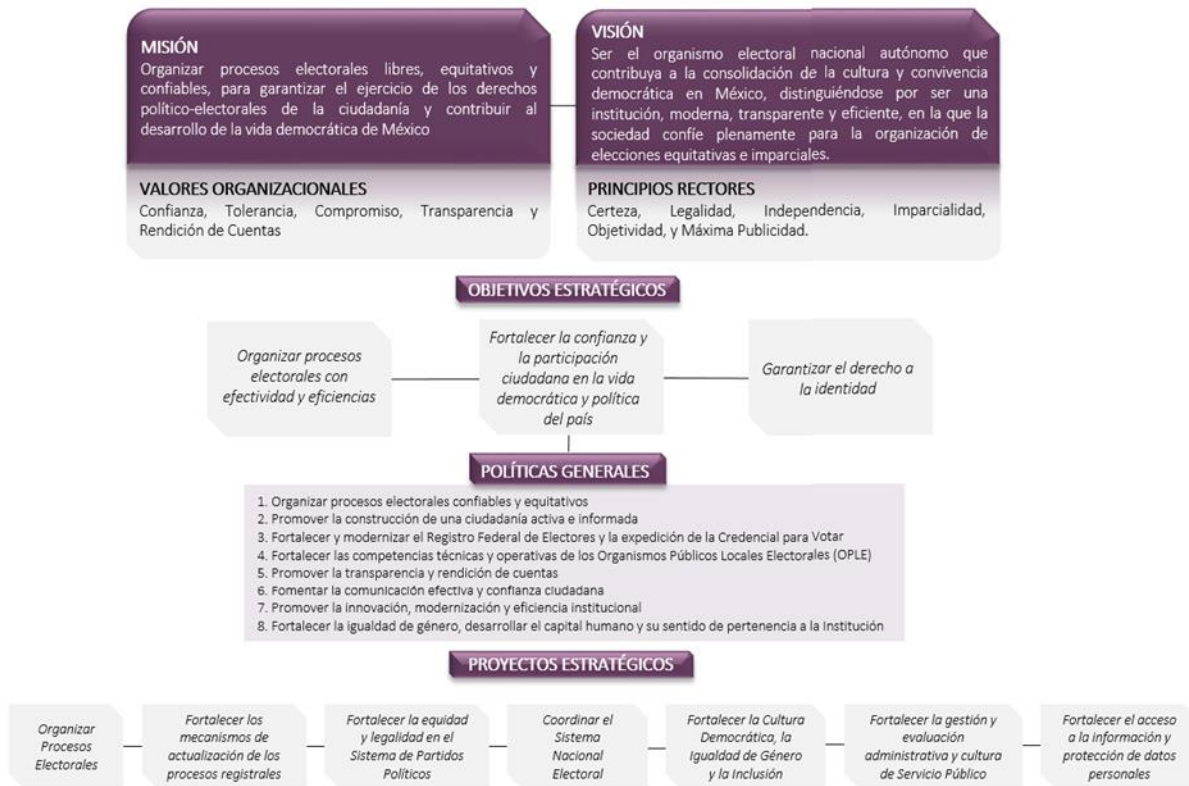 MISIÓN
Organizar procesos electorales libres, equitativos y
confiables, para garantizar el ejercicio de los derechos
político-electorales de la ciudadanía y contribuir al
desarrollo de la vida democrática de México
VALORES ORGANIZACIONALES
Confianza, Tolerancia, Compromiso, Transparencia y
Rendición de Cuentas
VISIÓN
Ser el organismo electoral nacional autónomo que
contribuya a la consolidación de la cultura y convivencia
democrática en México, distinguiéndose por ser una
institución, moderna, transparente y eficiente, en la que la
sociedad confíe plenamente para la organización de
elecciones equitativas e imparciales.
PRINCIPIOS RECTORES
Certeza, Legalidad, Independencia, Imparcialidad,
Objetividad, y Máxima Publicidad.
OBJETIVOS ESTRATÉGICOS
Organizar procesos
electorales con
efectividad y eficiencias
Fortalecer la confianza y
la participación
ciudadana en la vida
democrática y política
del país
Garantizar el derecho a
la identidad
POLÍTICAS GENERALES
1. Organizar procesos electorales confiables y equitativos
2. Promover la construcción de una ciudadanía activa e informada
3. Fortalecer y modernizar el Registro Federal de Electores y la expedición de la Credencial para Votar
4. Fortalecer las competencias técnicas y operativas de los Organismos Públicos Locales Electorales (OPLE)
5. Promover la transparencia y rendición de cuentas
6. Fomentar la comunicación efectiva y confianza ciudadana
7. Promover la innovación, modernización y eficiencia institucional
8. Fortalecer la igualdad de género, desarrollar el capital humano y su sentido de pertenencia a la Institución
PROYECTOS ESTRATÉGICOS
Organizar
Procesos
Electorales
Fortalecer los
mecanismos de
actualización de los
procesos registrales
Fortalecer la equidad
y legalidad en el
Sistema de Partidos
Políticos
Coordinar el
Sistema
Nacional
Electoral
Fortalecer la Cultura
Democrática, la
Igualdad de Género
y la Inclusión
Fortalecer la gestión y
evaluación
administrativa y cultura
de Servicio Público
Fortalecer el acceso
a la información y
protección de datos
personales